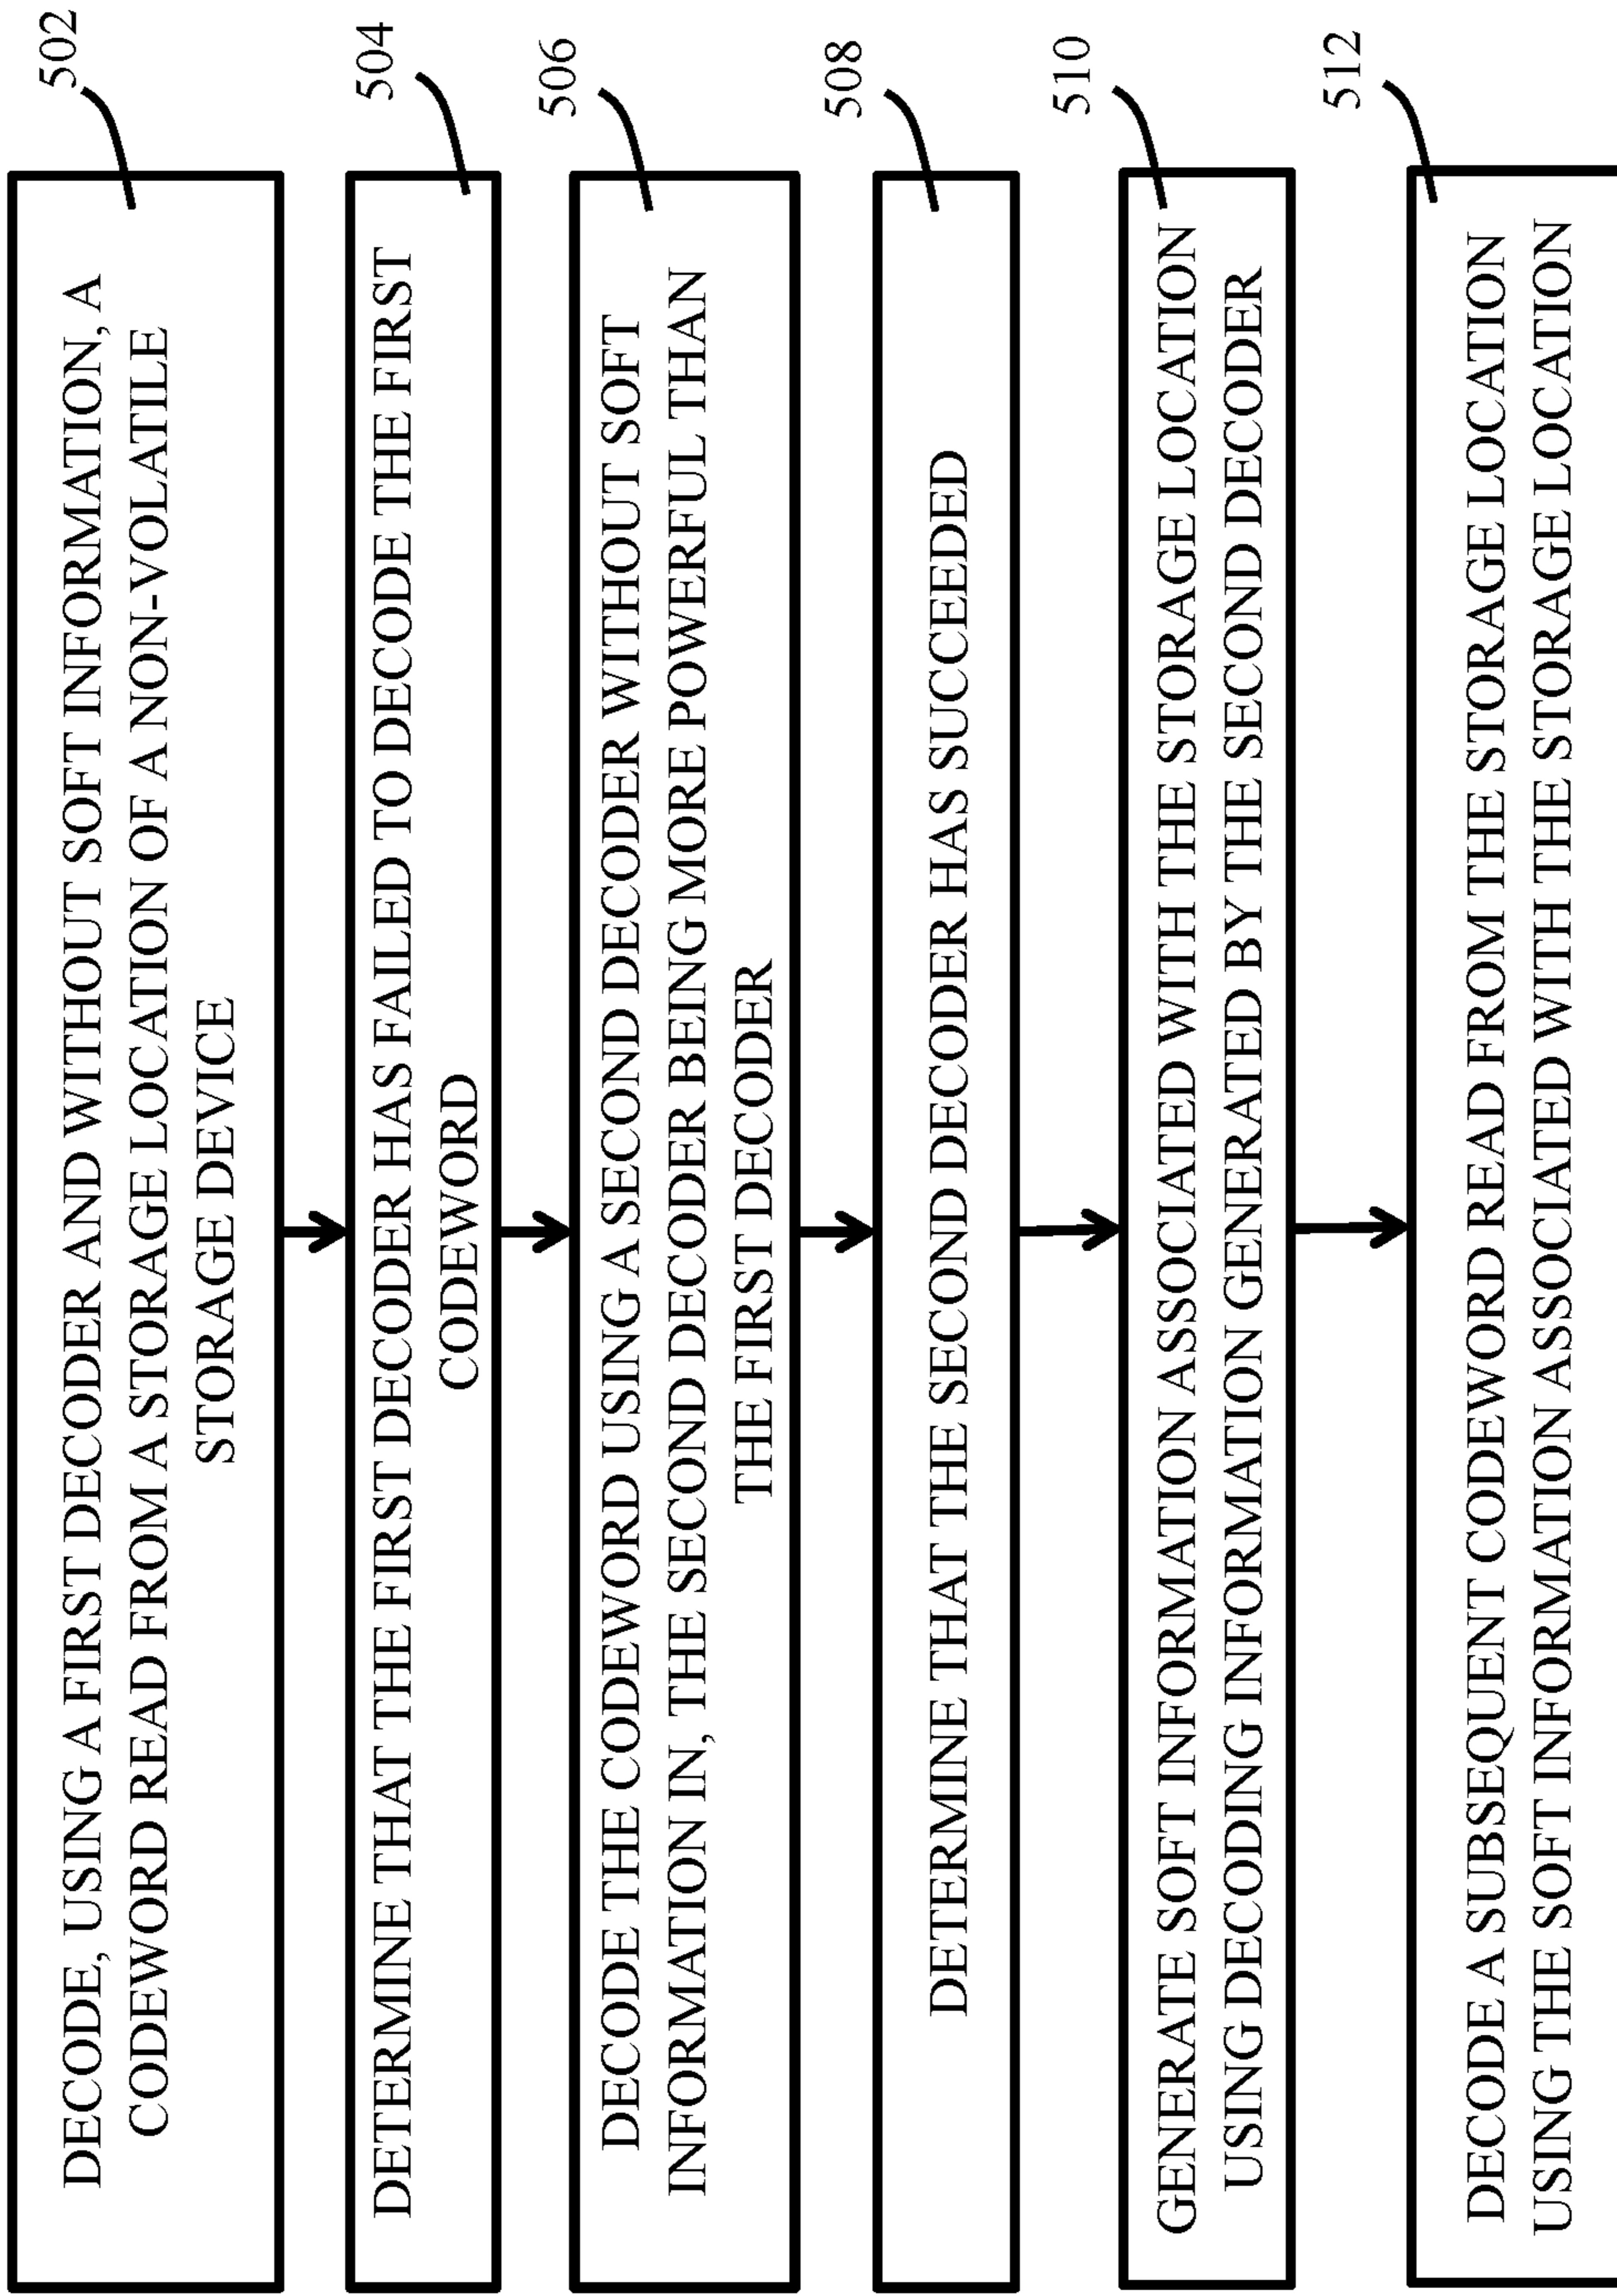 502
DECODE, USING A FIRST DECODER AND WITHOUT SOFT INFORMATION, A
CODEWORD READ FROM A STORAGE LOCATION OF A NON-VOLATILE
STORAGE DEVICE
504
DETERMINE THAT THE FIRST DECODER HAS FAILED TO DECODE THE FIRST
CODEWORD
506
DECODE THE CODEWORD USING A SECOND DECODER WITHOUT SOFT
INFORMATION IN, THE SECOND DECODER BEING MORE POWERFUL THAN
THE FIRST DECODER
508
DETERMINE THAT THE SECOND DECODER HAS SUCCEEDED
510
GENERATE SOFT INFORMATION ASSOCIATED WITH THE STORAGE LOCATION
USING DECODING INFORMATION GENERATED BY THE SECOND DECODER
512
DECODE A SUBSEQUENT CODEWORD READ FROM THE STORAGE LOCATION
USING THE SOFT INFORMATION ASSOCIATED WITH THE STORAGE LOCATION